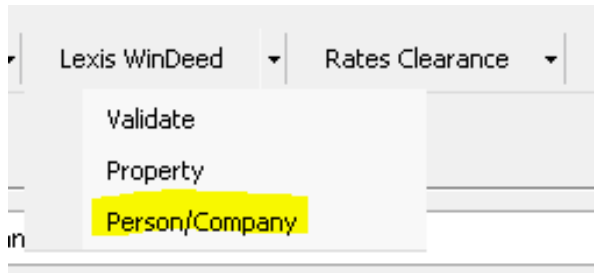 Lexis WinDeed Rates Clearance
Validate
Property
Person/Company